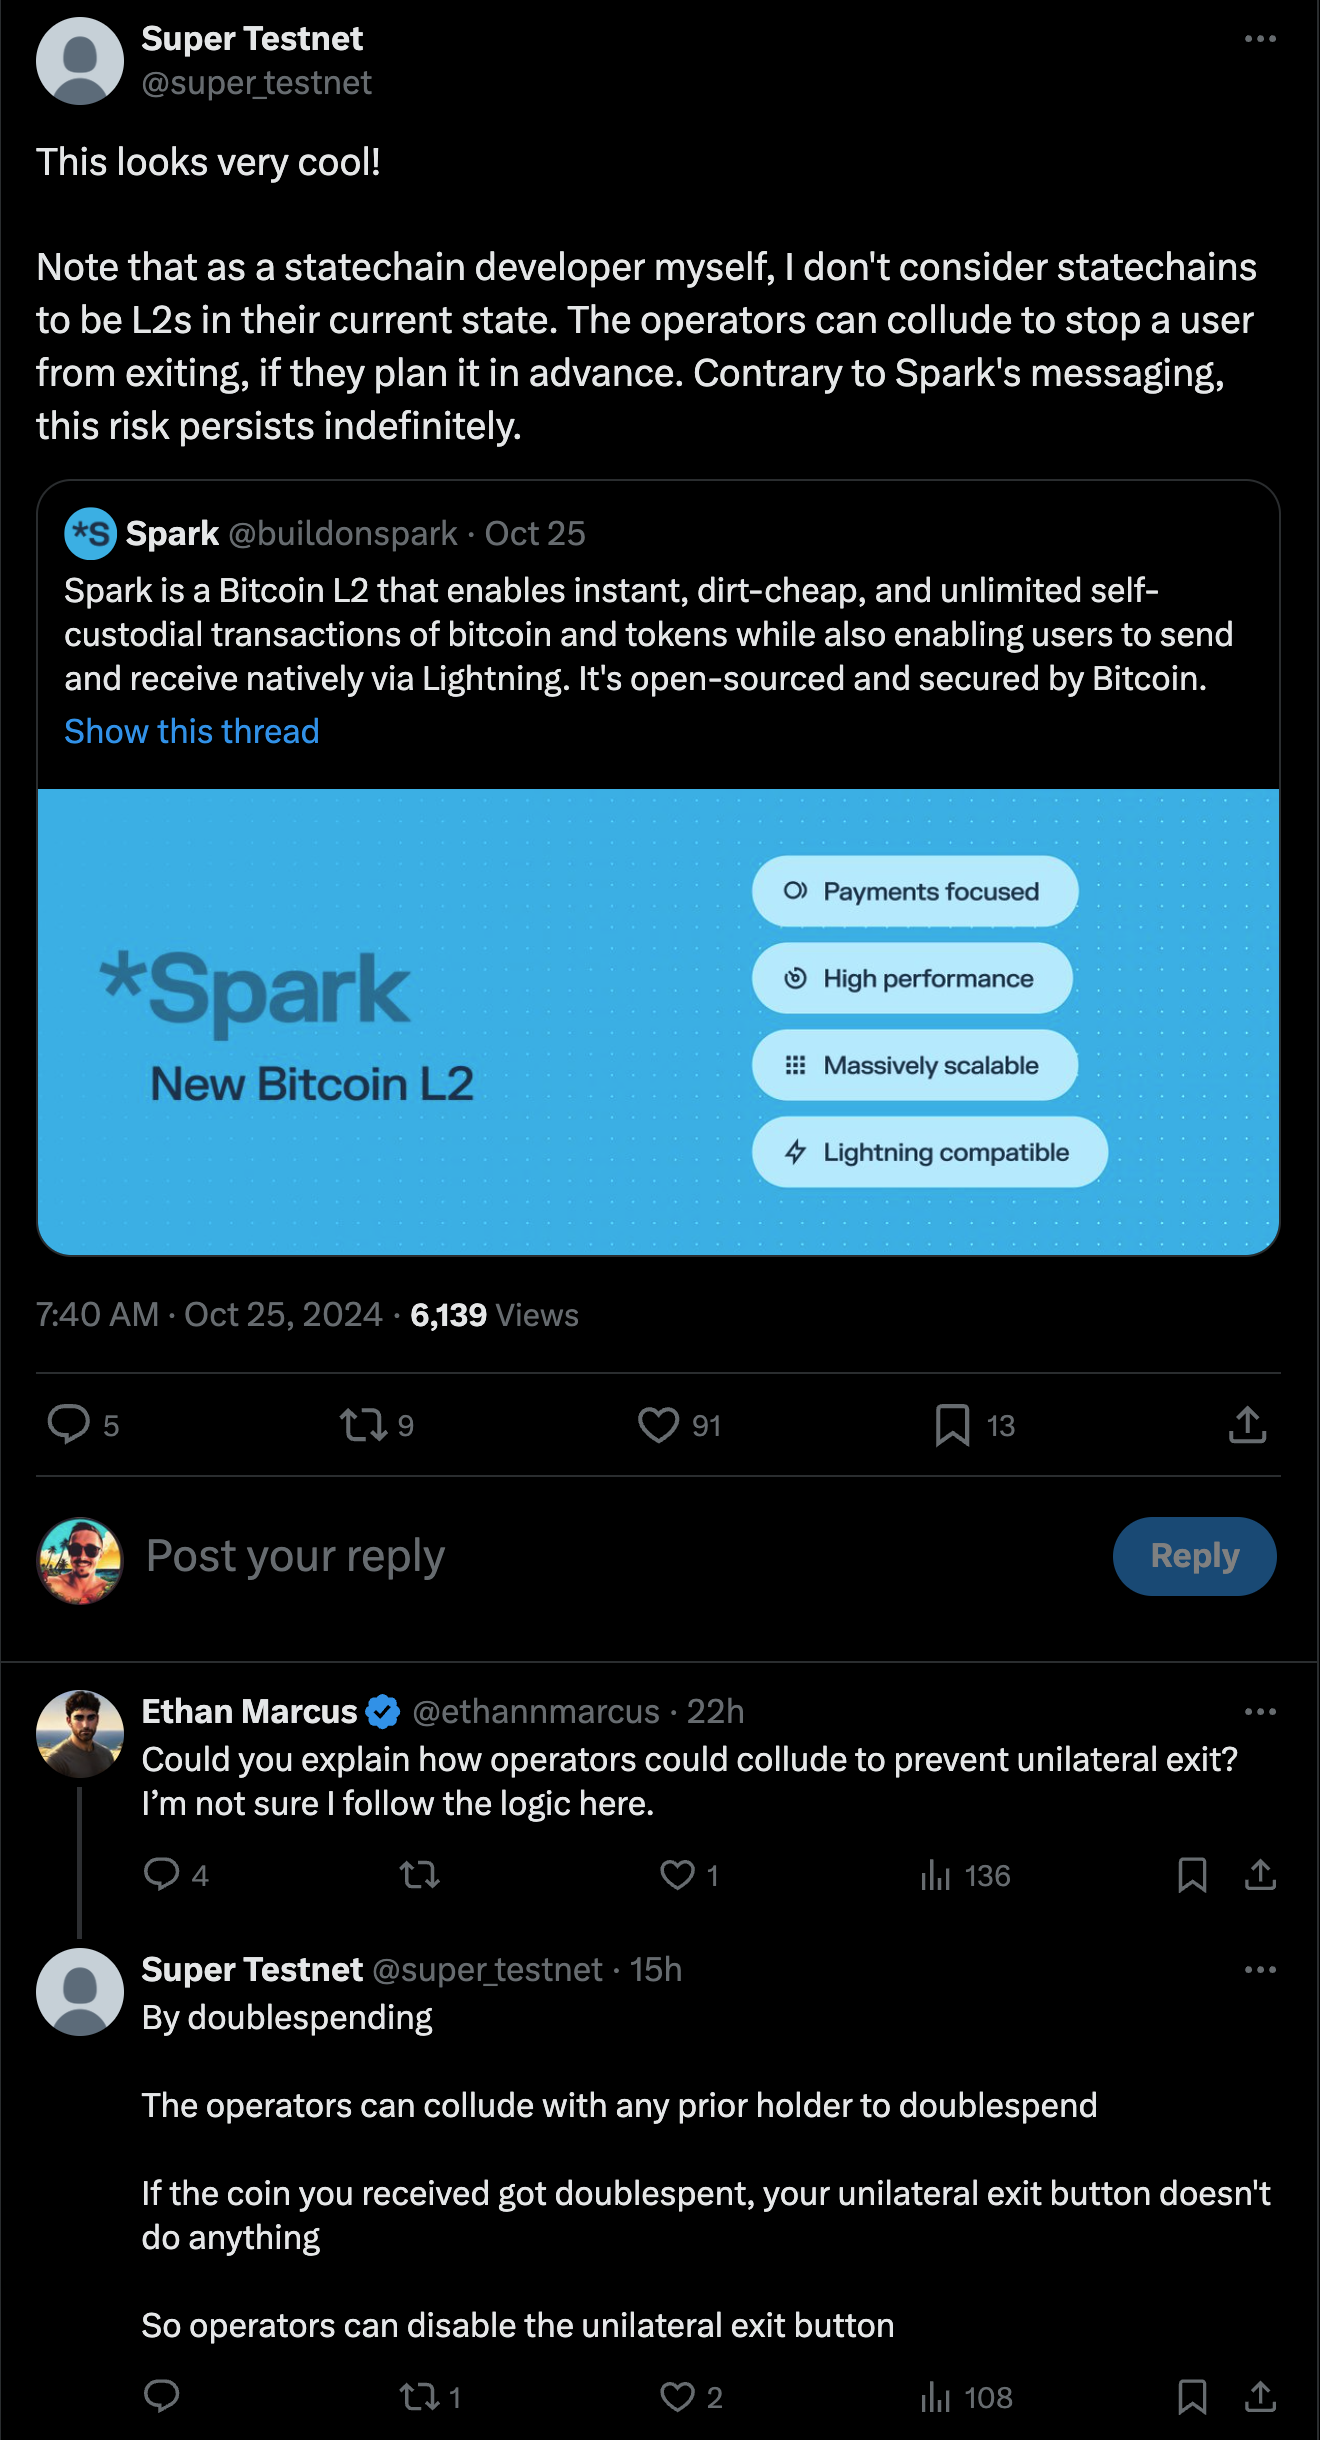 Super Testnet
@super_testnet
This looks very cool!
Note that as a statechain developer myself, I don't consider statechains
to be L2s in their current state. The operators can collude to stop a user
from exiting, if they plan it in advance. Contrary to Spark's messaging,
this risk persists indefinitely.
*S Spark @buildonspark · Oct 25
Spark is a Bitcoin L2 that enables instant, dirt-cheap, and unlimited self-
custodial transactions of bitcoin and tokens while also enabling users to send
and receive natively via Lightning. It's open-sourced and secured by Bitcoin.
Show this thread
*Spark
New Bitcoin L2
Payments focused
High performance
Massively scalable
Lightning compatible
7:40 AM · Oct 25, 2024 · 6,139 Views
5 9 91 13
Post your reply Reply
Ethan Marcus @ethannmarcus · 22h
Could you explain how operators could collude to prevent unilateral exit?
I’m not sure I follow the logic here.
4 1 136
Super Testnet @super_testnet · 15h
By doublespending
The operators can collude with any prior holder to doublespend
If the coin you received got doublespent, your unilateral exit button doesn't
do anything
So operators can disable the unilateral exit button
1 2 108